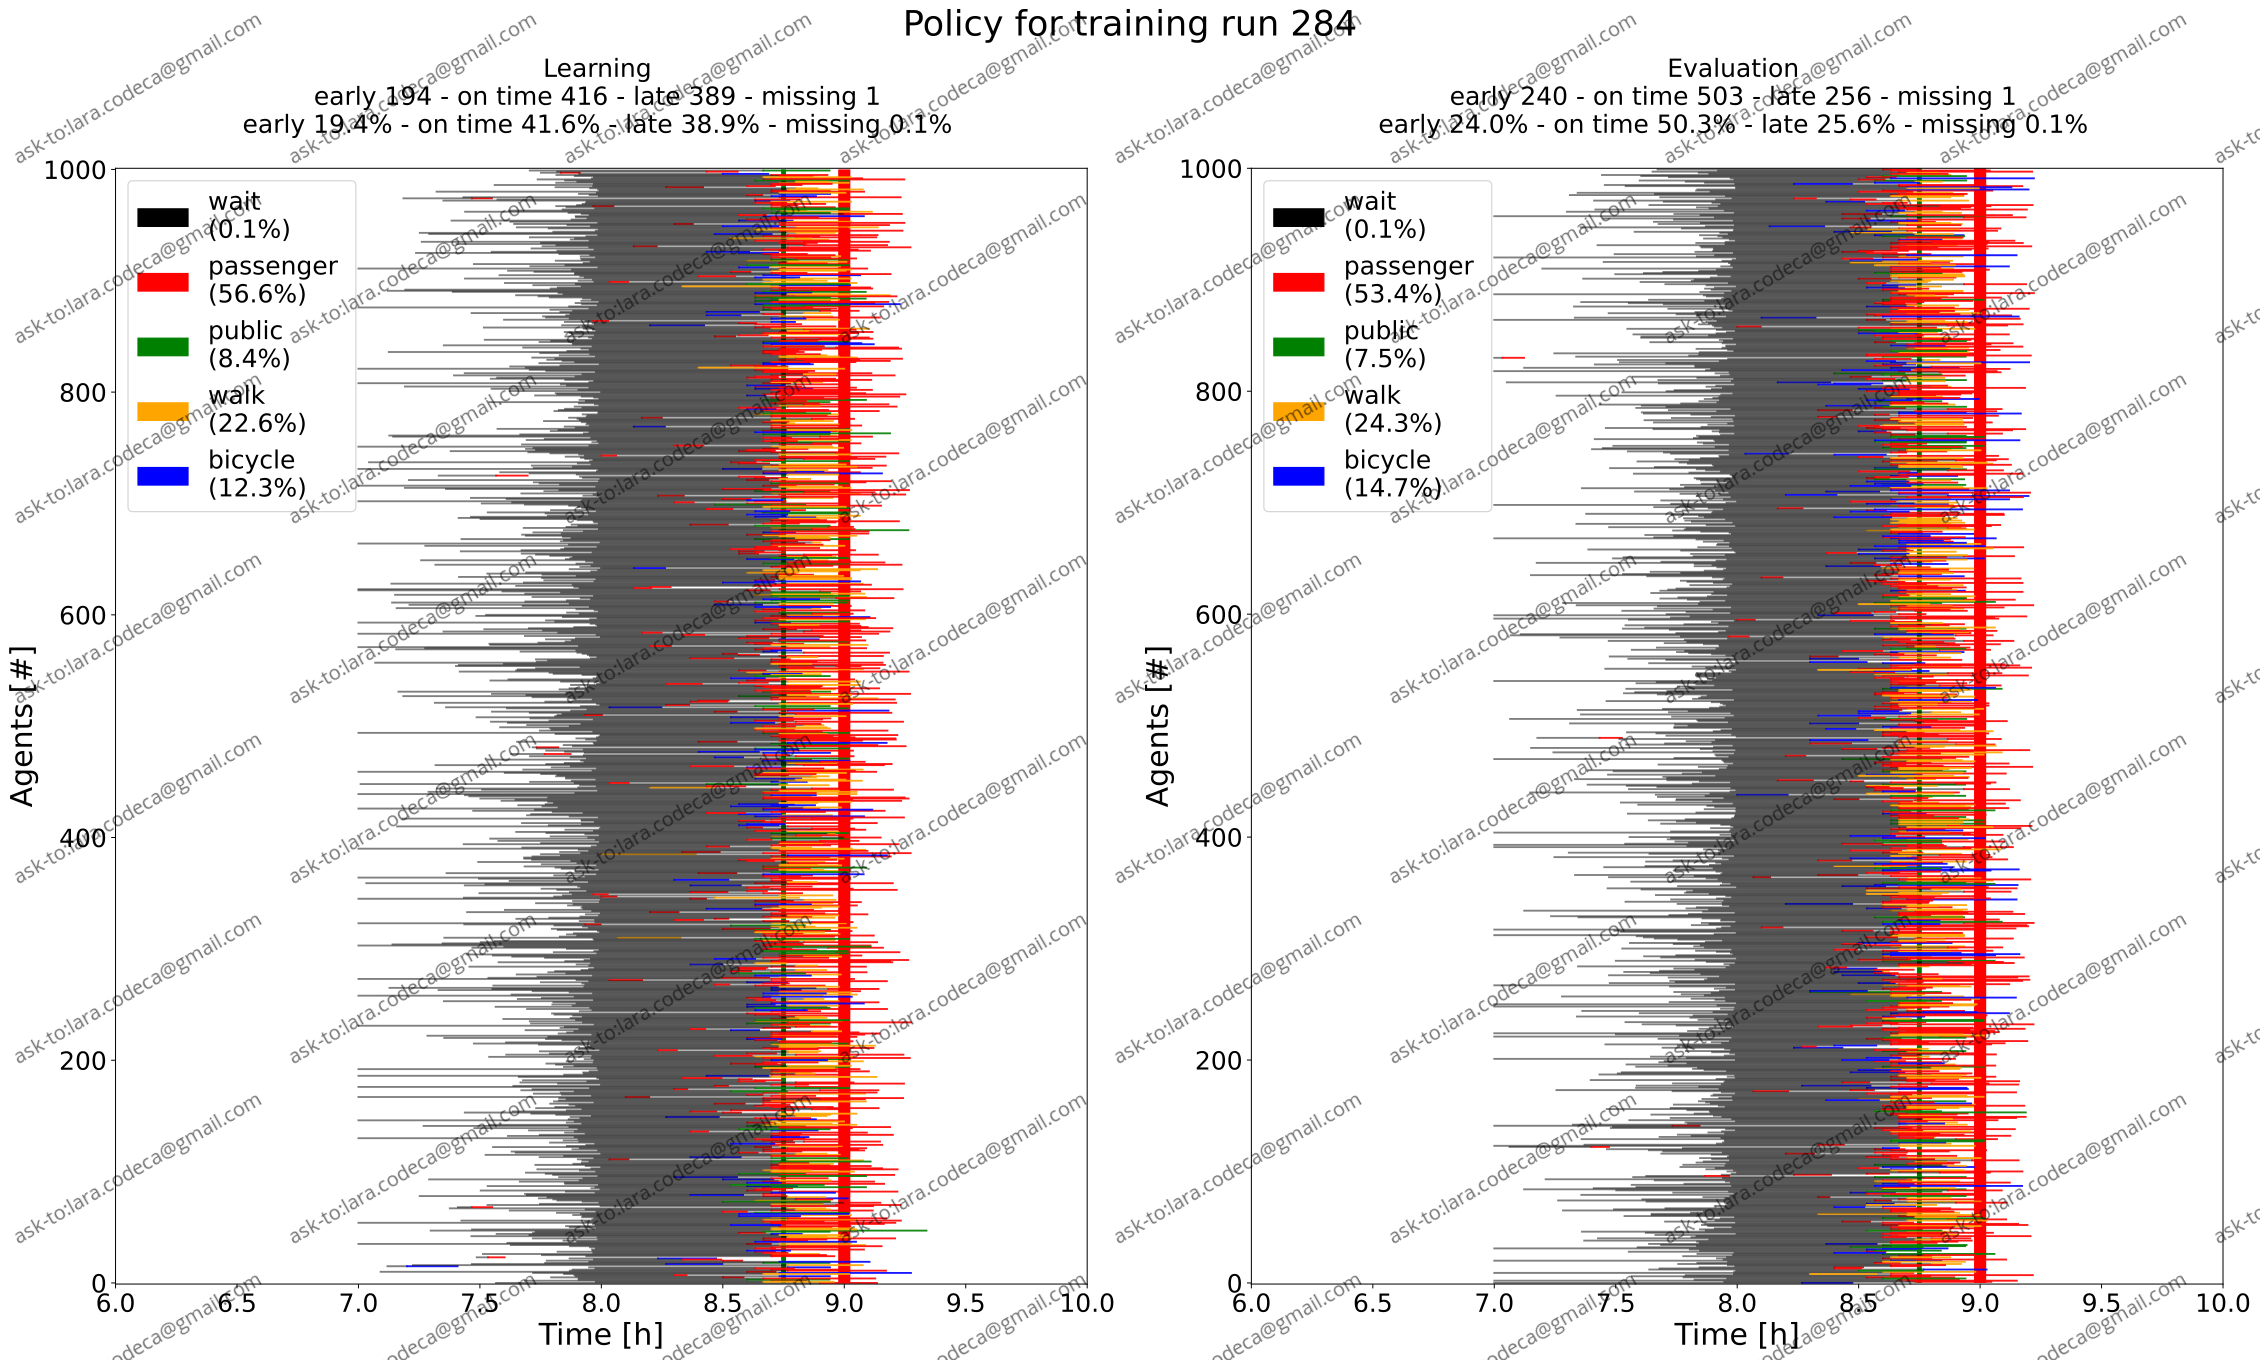 Policy for training run 284
Learning
early 194 - on time 416 - late 389 - missing 1
early 19.4% - on time 41.6% - late 38.9% - missing 0.1%
1000
800
600
400
200
0
Agents [#]
wait
(0.1%)
passenger
(56.6%)
public
(8.4%)
walk
(22.6%)
bicycle
(12.3%)
6.0 6.5 7.0 7.5 8.0 8.5 9.0 9.5 10.0
Time [h]
Evaluation
early 240 - on time 503 - late 256 - missing 1
early 24.0% - on time 50.3% - late 25.6% - missing 0.1%
1000
800
600
400
200
0
Agents [#]
wait
(0.1%)
passenger
(53.4%)
public
(7.5%)
walk
(24.3%)
bicycle
(14.7%)
6.0 6.5 7.0 7.5 8.0 8.5 9.0 9.5 10.0
Time [h]
ask-to:lara.codeca@gmail.com